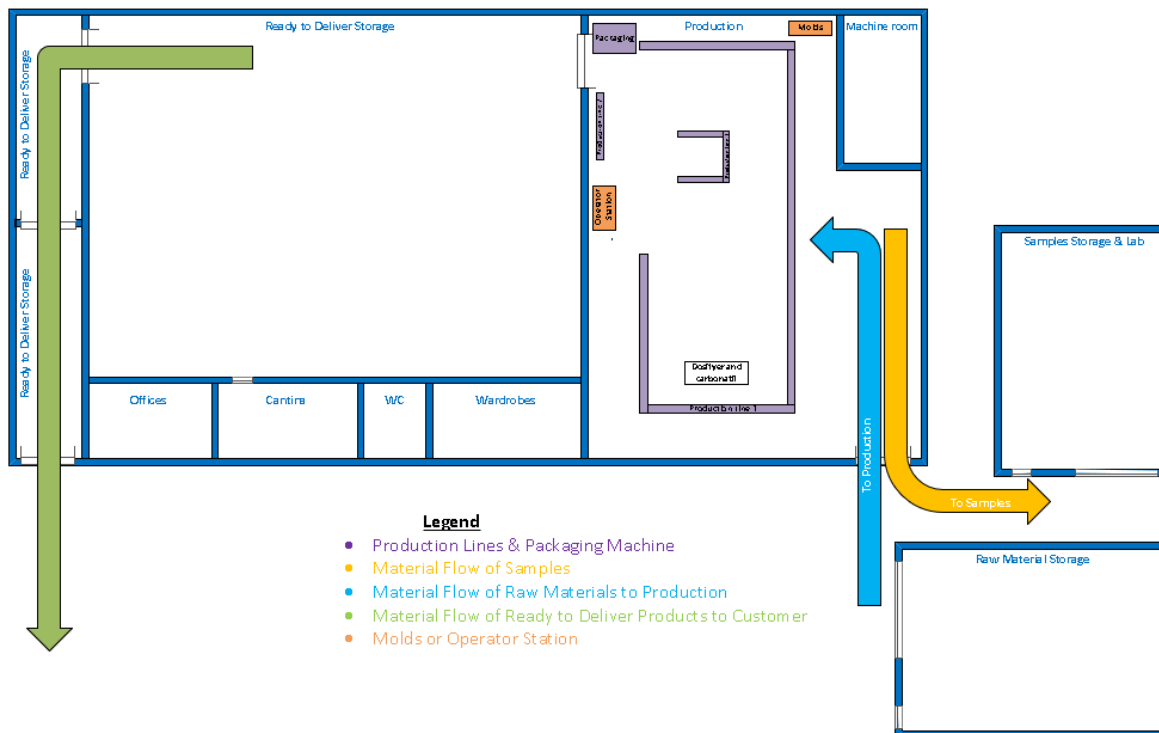 Ready to Deliver Storage
Production
Molds
Machine room
Packaging
Ready to Deliver Storage
Operator
Station
Samples Storage & Lab
Ready to Deliver Storage
carbonatil
Offices
Cantina
WC
Wardrobes
Production line 1
To Production
To Samples
Legend
Production Lines & Packaging Machine
Material Flow of Samples
Material Flow of Raw Materials to Production
Material Flow of Ready to Deliver Products to Customer
Molds or Operator Station
Raw Material Storage